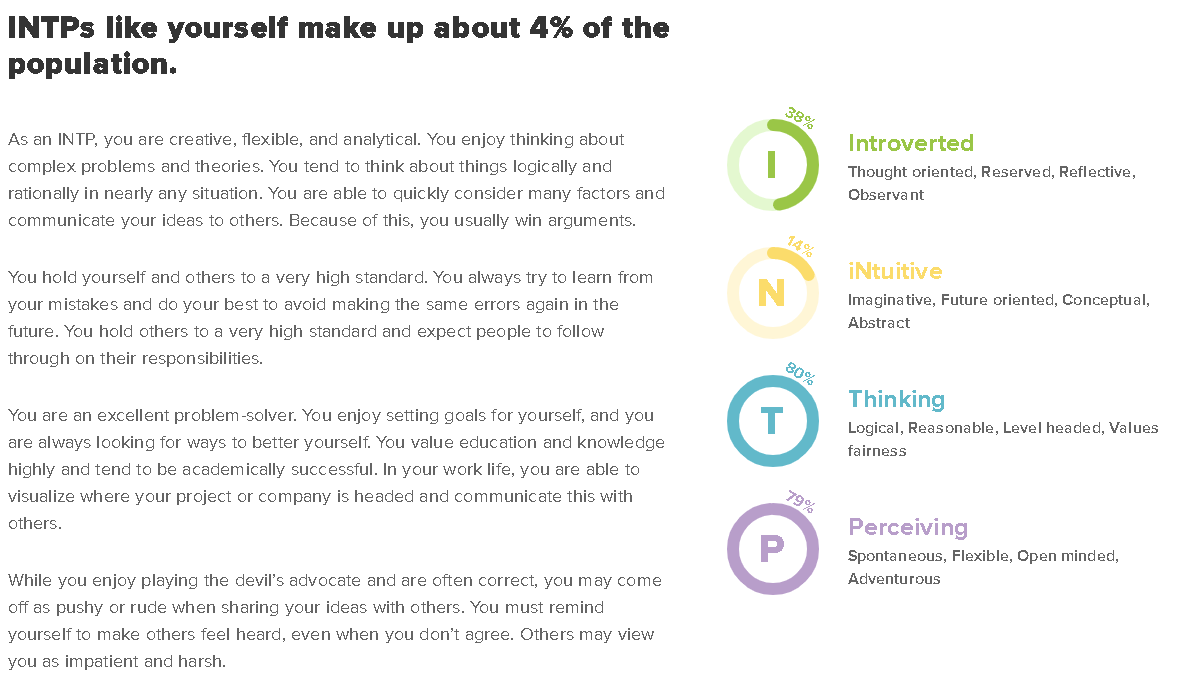 INTPs like yourself make up about 4% of the
population.
As an INTP, you are creative, flexible, and analytical. You enjoy thinking about
complex problems and theories. You tend to think about things logically and
rationally in nearly any situation. You are able to quickly consider many factors and
communicate your ideas to others. Because of this, you usually win arguments.
You hold yourself and others to a very high standard. You always try to learn from
your mistakes and do your best to avoid making the same errors again in the
future. You hold others to a very high standard and expect people to follow
through on their responsibilities.
You are an excellent problem-solver. You enjoy setting goals for yourself, and you
are always looking for ways to better yourself. You value education and knowledge
highly and tend to be academically successful. In your work life, you are able to
visualize where your project or company is headed and communicate this with
others.
While you enjoy playing the devil's advocate and are often correct, you may come
off as pushy or rude when sharing your ideas with others. You must remind
yourself to make others feel heard, even when you don't agree. Others may view
you as impatient and harsh.
38%
I
Introverted
Thought oriented, Reserved, Reflective,
Observant
14%
N
iNtuitive
Imaginative, Future oriented, Conceptual,
Abstract
80%
T
Thinking
Logical, Reasonable, Level headed, Values
fairness
79%
P
Perceiving
Spontaneous, Flexible, Open minded,
Adventurous